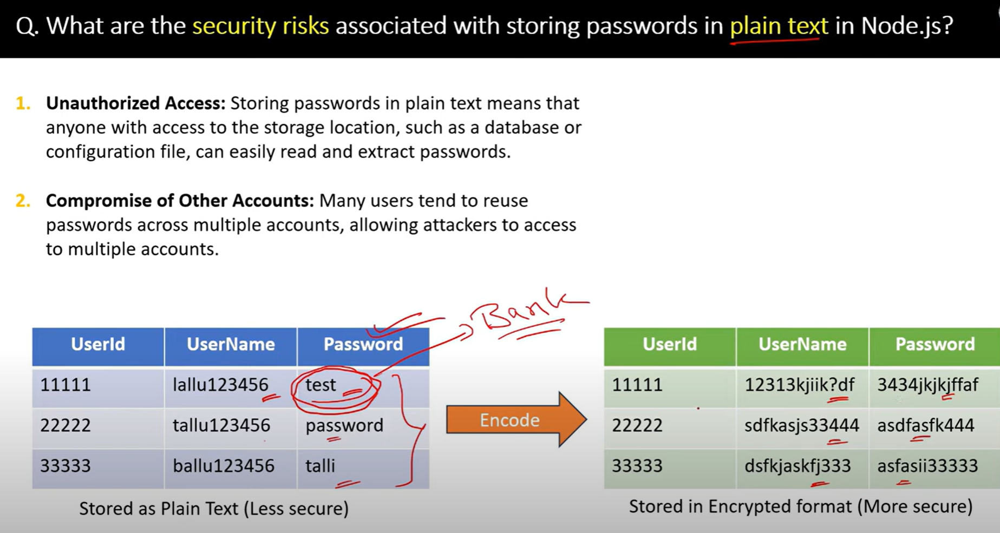 Q. What are the security risks associated with storing passwords in plain text in Node.js?
1. Unauthorized Access: Storing passwords in plain text means that
anyone with access to the storage location, such as a database or
configuration file, can easily read and extract passwords.
2. Compromise of Other Accounts: Many users tend to reuse
passwords across multiple accounts, allowing attackers to access
to multiple accounts.
Bank
UserId UserName Password
11111 lallu123456 test
22222 tallu123456 password
33333 ballu123456 talli
Stored as Plain Text (Less secure)
Encode
UserId UserName Password
11111 12313kjiik?df 3434jkjkjffaf
22222 sdfkasjs33444 asdfasfk444
33333 dsfkjaskfj333 asfasii33333
Stored in Encrypted format (More secure)